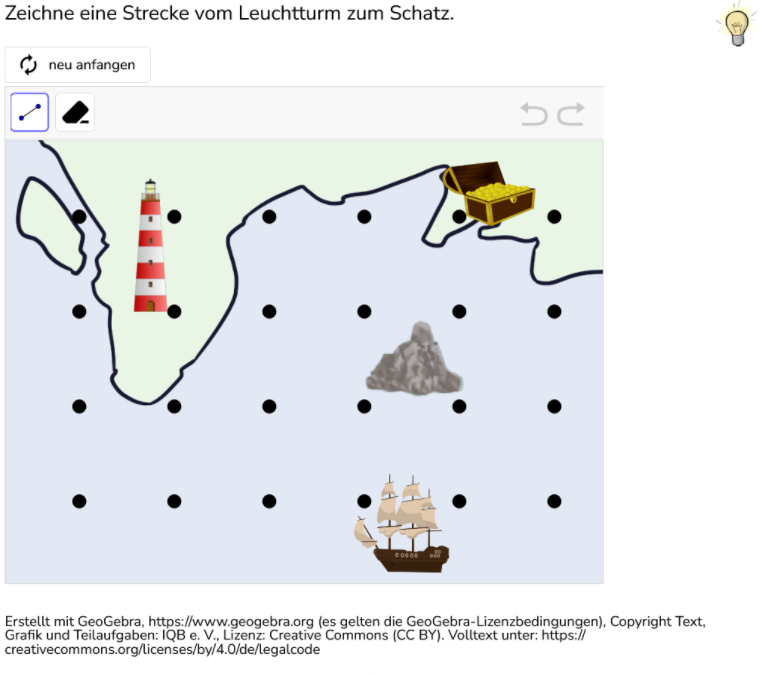 Zeichne eine Strecke vom Leuchtturm zum Schatz.
neu anfangen
Erstellt mit GeoGebra, https://www.geogebra.org (es gelten die GeoGebra-Lizenzbedingungen), Copyright Text,
Grafik und Teilaufgaben: IQB e. V., Lizenz: Creative Commons (CC BY). Volltext unter: https://
creativecommons.org/licenses/by/4.0/de/legalcode